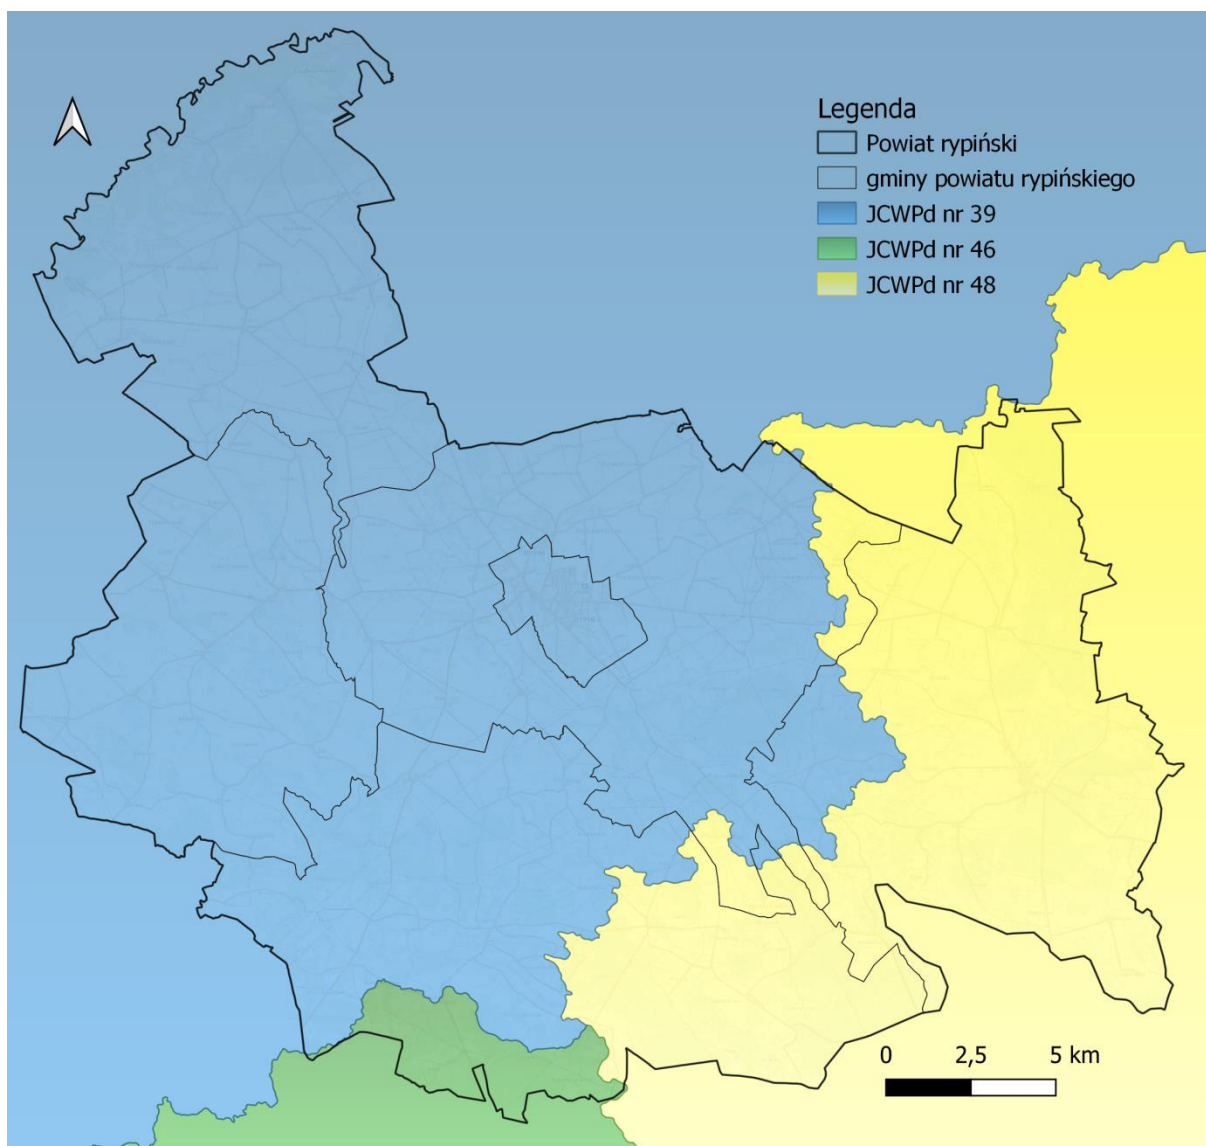 Legenda
Powiat rypiński
gminy powiatu rypińskiego
JCWPd nr 39
JCWPd nr 46
JCWPd nr 48
0 2,5 5 km